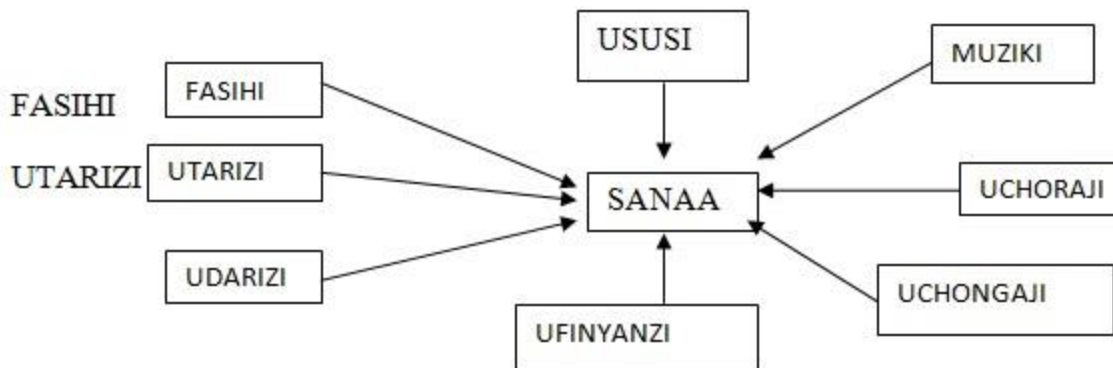 USUSI
MUZIKI
FASIHI
FASIHI
UTARIZI
UTARIZI
SANAA
UCHORAJI
UDARIZI
UCHONGAJI
UFINYANZI